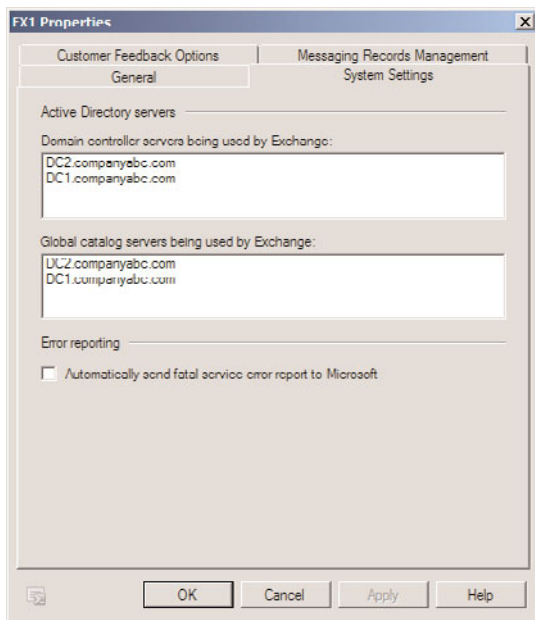 EX1 Properties
Customer Feedback Options
Messaging Records Management
General
System Settings
Active Directory servers
Domain controller servers being used by Exchange:
DC2.companyabc.com
DC1.companyabc.com
Global catalog servers being used by Exchange:
DC2.companyabc.com
DC1.companyabc.com
Error reporting
Automatically send fatal service error report to Microsoft
OK
Cancel
Apply
Help